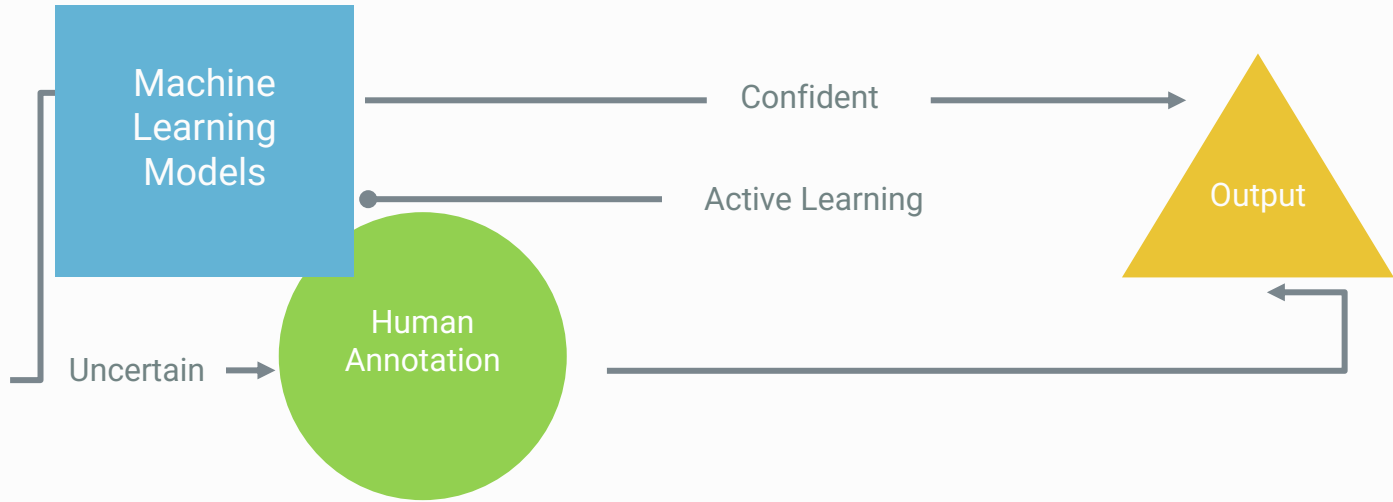 Machine
Learning
Models
Confident
Active Learning
Output
Human
Annotation
Uncertain